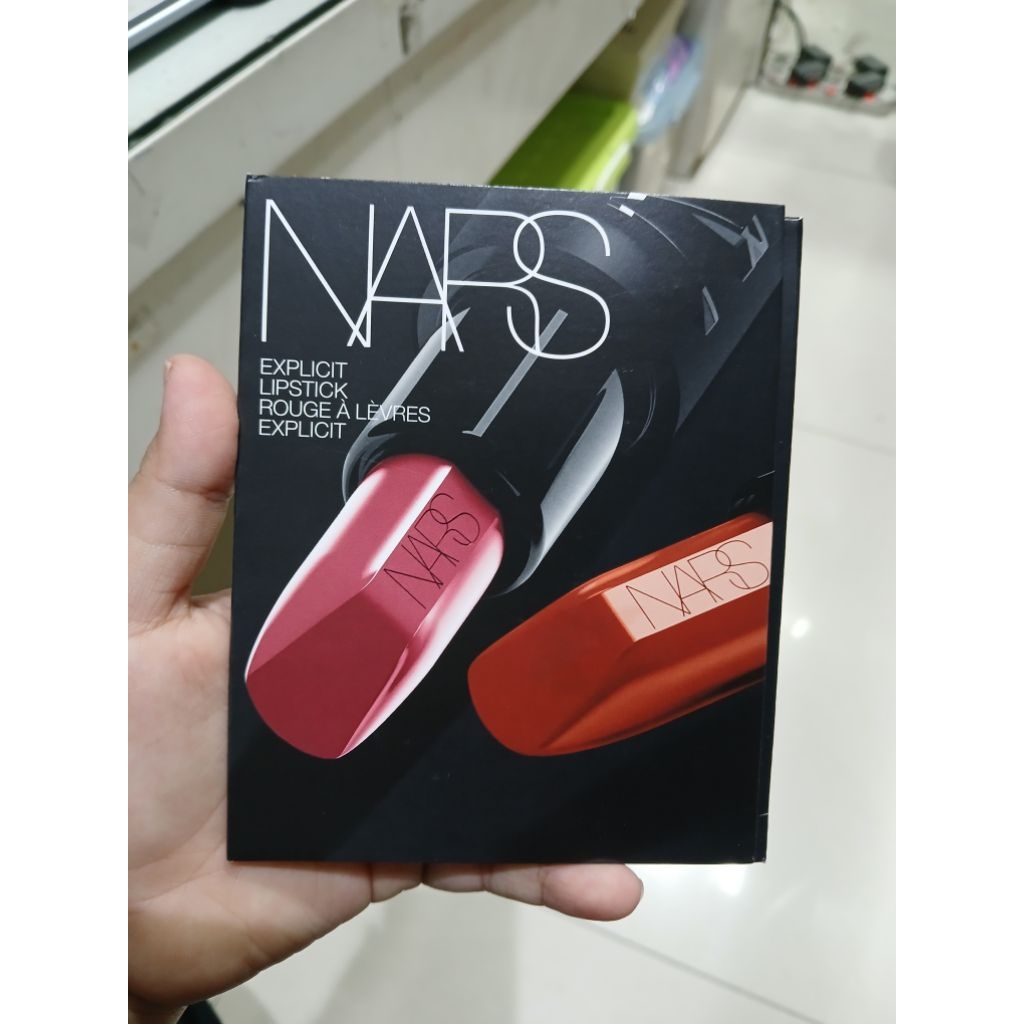 NARS
EXPLICIT
LIPSTICK
ROUGE À LÈVRES
EXPLICIT
NARS
NARS